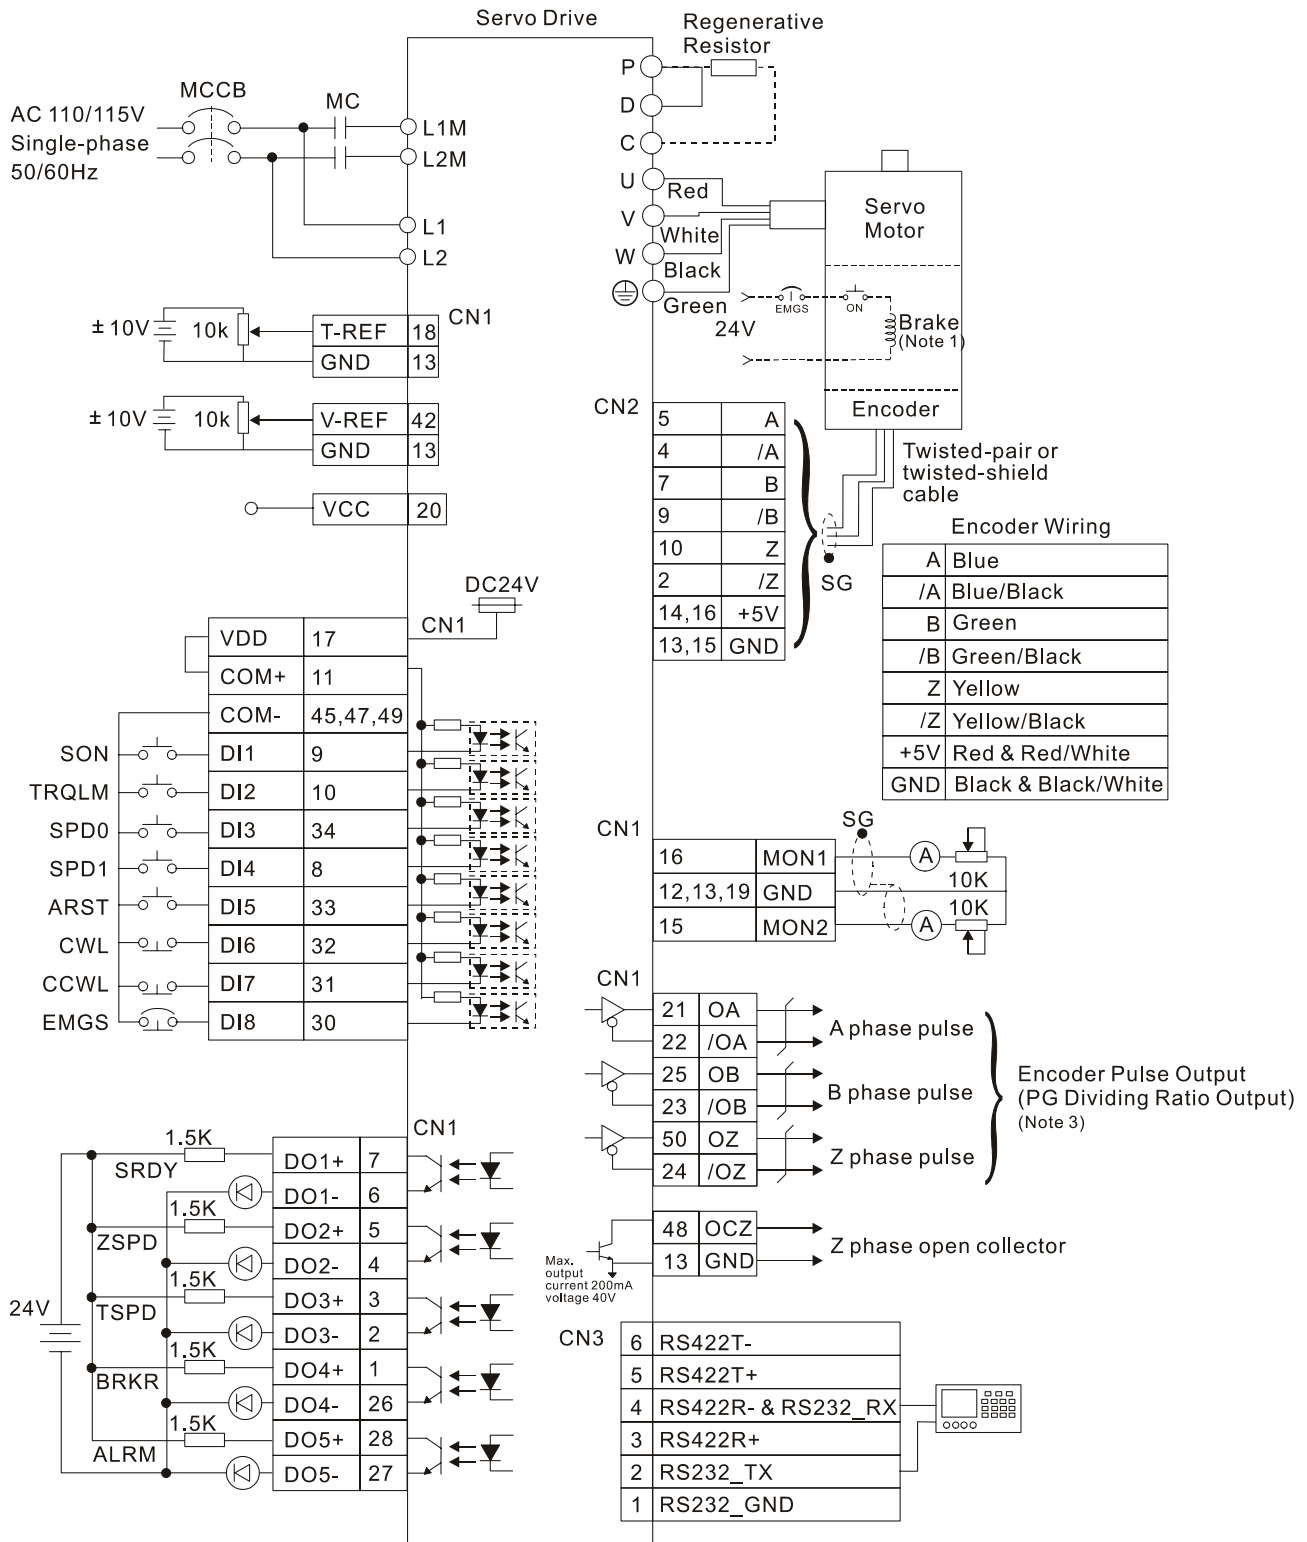 Servo Drive
Regenerative
Resistor
P
D
C
U
V
W
Red
White
Black
Green
MCCB
MC
AC 110/115V
Single-phase
50/60Hz
L1M
L2M
L1
L2
Servo
Motor
EMGS
ON
24V
Brake
(Note 1)
Encoder
CN1
± 10V
10k
T-REF 18
GND 13
± 10V
10k
V-REF 42
GND 13
VCC 20
CN2
5 A
4 /A
7 B
9 /B
10 Z
2 /Z
14,16 +5V
13,15 GND
SG
Twisted-pair or
twisted-shield
cable
Encoder Wiring
A Blue
/A Blue/Black
B Green
/B Green/Black
Z Yellow
/Z Yellow/Black
+5V Red & Red/White
GND Black & Black/White
DC24V
CN1
VDD 17
COM+ 11
COM- 45,47,49
SON DI1 9
TRQLM DI2 10
SPD0 DI3 34
SPD1 DI4 8
ARST DI5 33
CWL DI6 32
CCWL DI7 31
EMGS DI8 30
CN1
SG
16 MON1
A
10K
12,13,19 GND
15 MON2
A
10K
CN1
21 OA
22 /OA
A phase pulse
25 OB
23 /OB
B phase pulse
50 OZ
24 /OZ
Z phase pulse
Encoder Pulse Output
(PG Dividing Ratio Output)
(Note 3)
48 OCZ
13 GND
Z phase open collector
Max.
output
current 200mA
voltage 40V
CN1
24V
1.5K
SRDY
DO1+ 7
DO1- 6
1.5K
ZSPD
DO2+ 5
DO2- 4
1.5K
TSPD
DO3+ 3
DO3- 2
1.5K
BRKR
DO4+ 1
DO4- 26
1.5K
ALRM
DO5+ 28
DO5- 27
CN3
6 RS422T-
5 RS422T+
4 RS422R- & RS232_RX
3 RS422R+
2 RS232_TX
1 RS232_GND